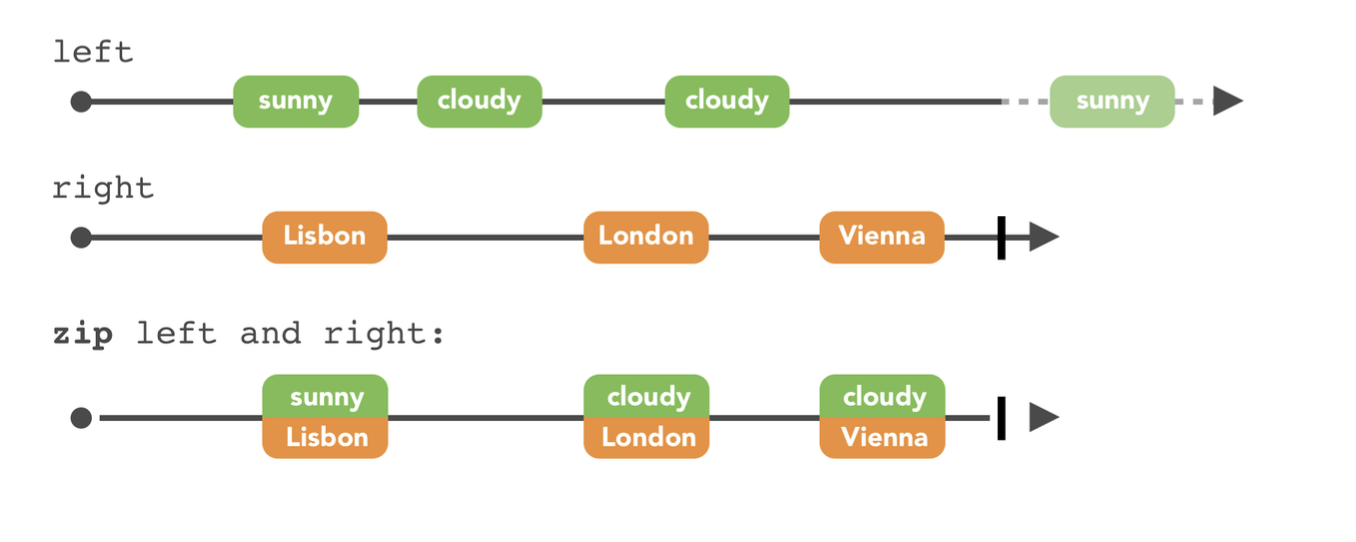 left
sunny cloudy cloudy sunny
right
Lisbon London Vienna
zip left and right:
sunny cloudy cloudy
Lisbon London Vienna